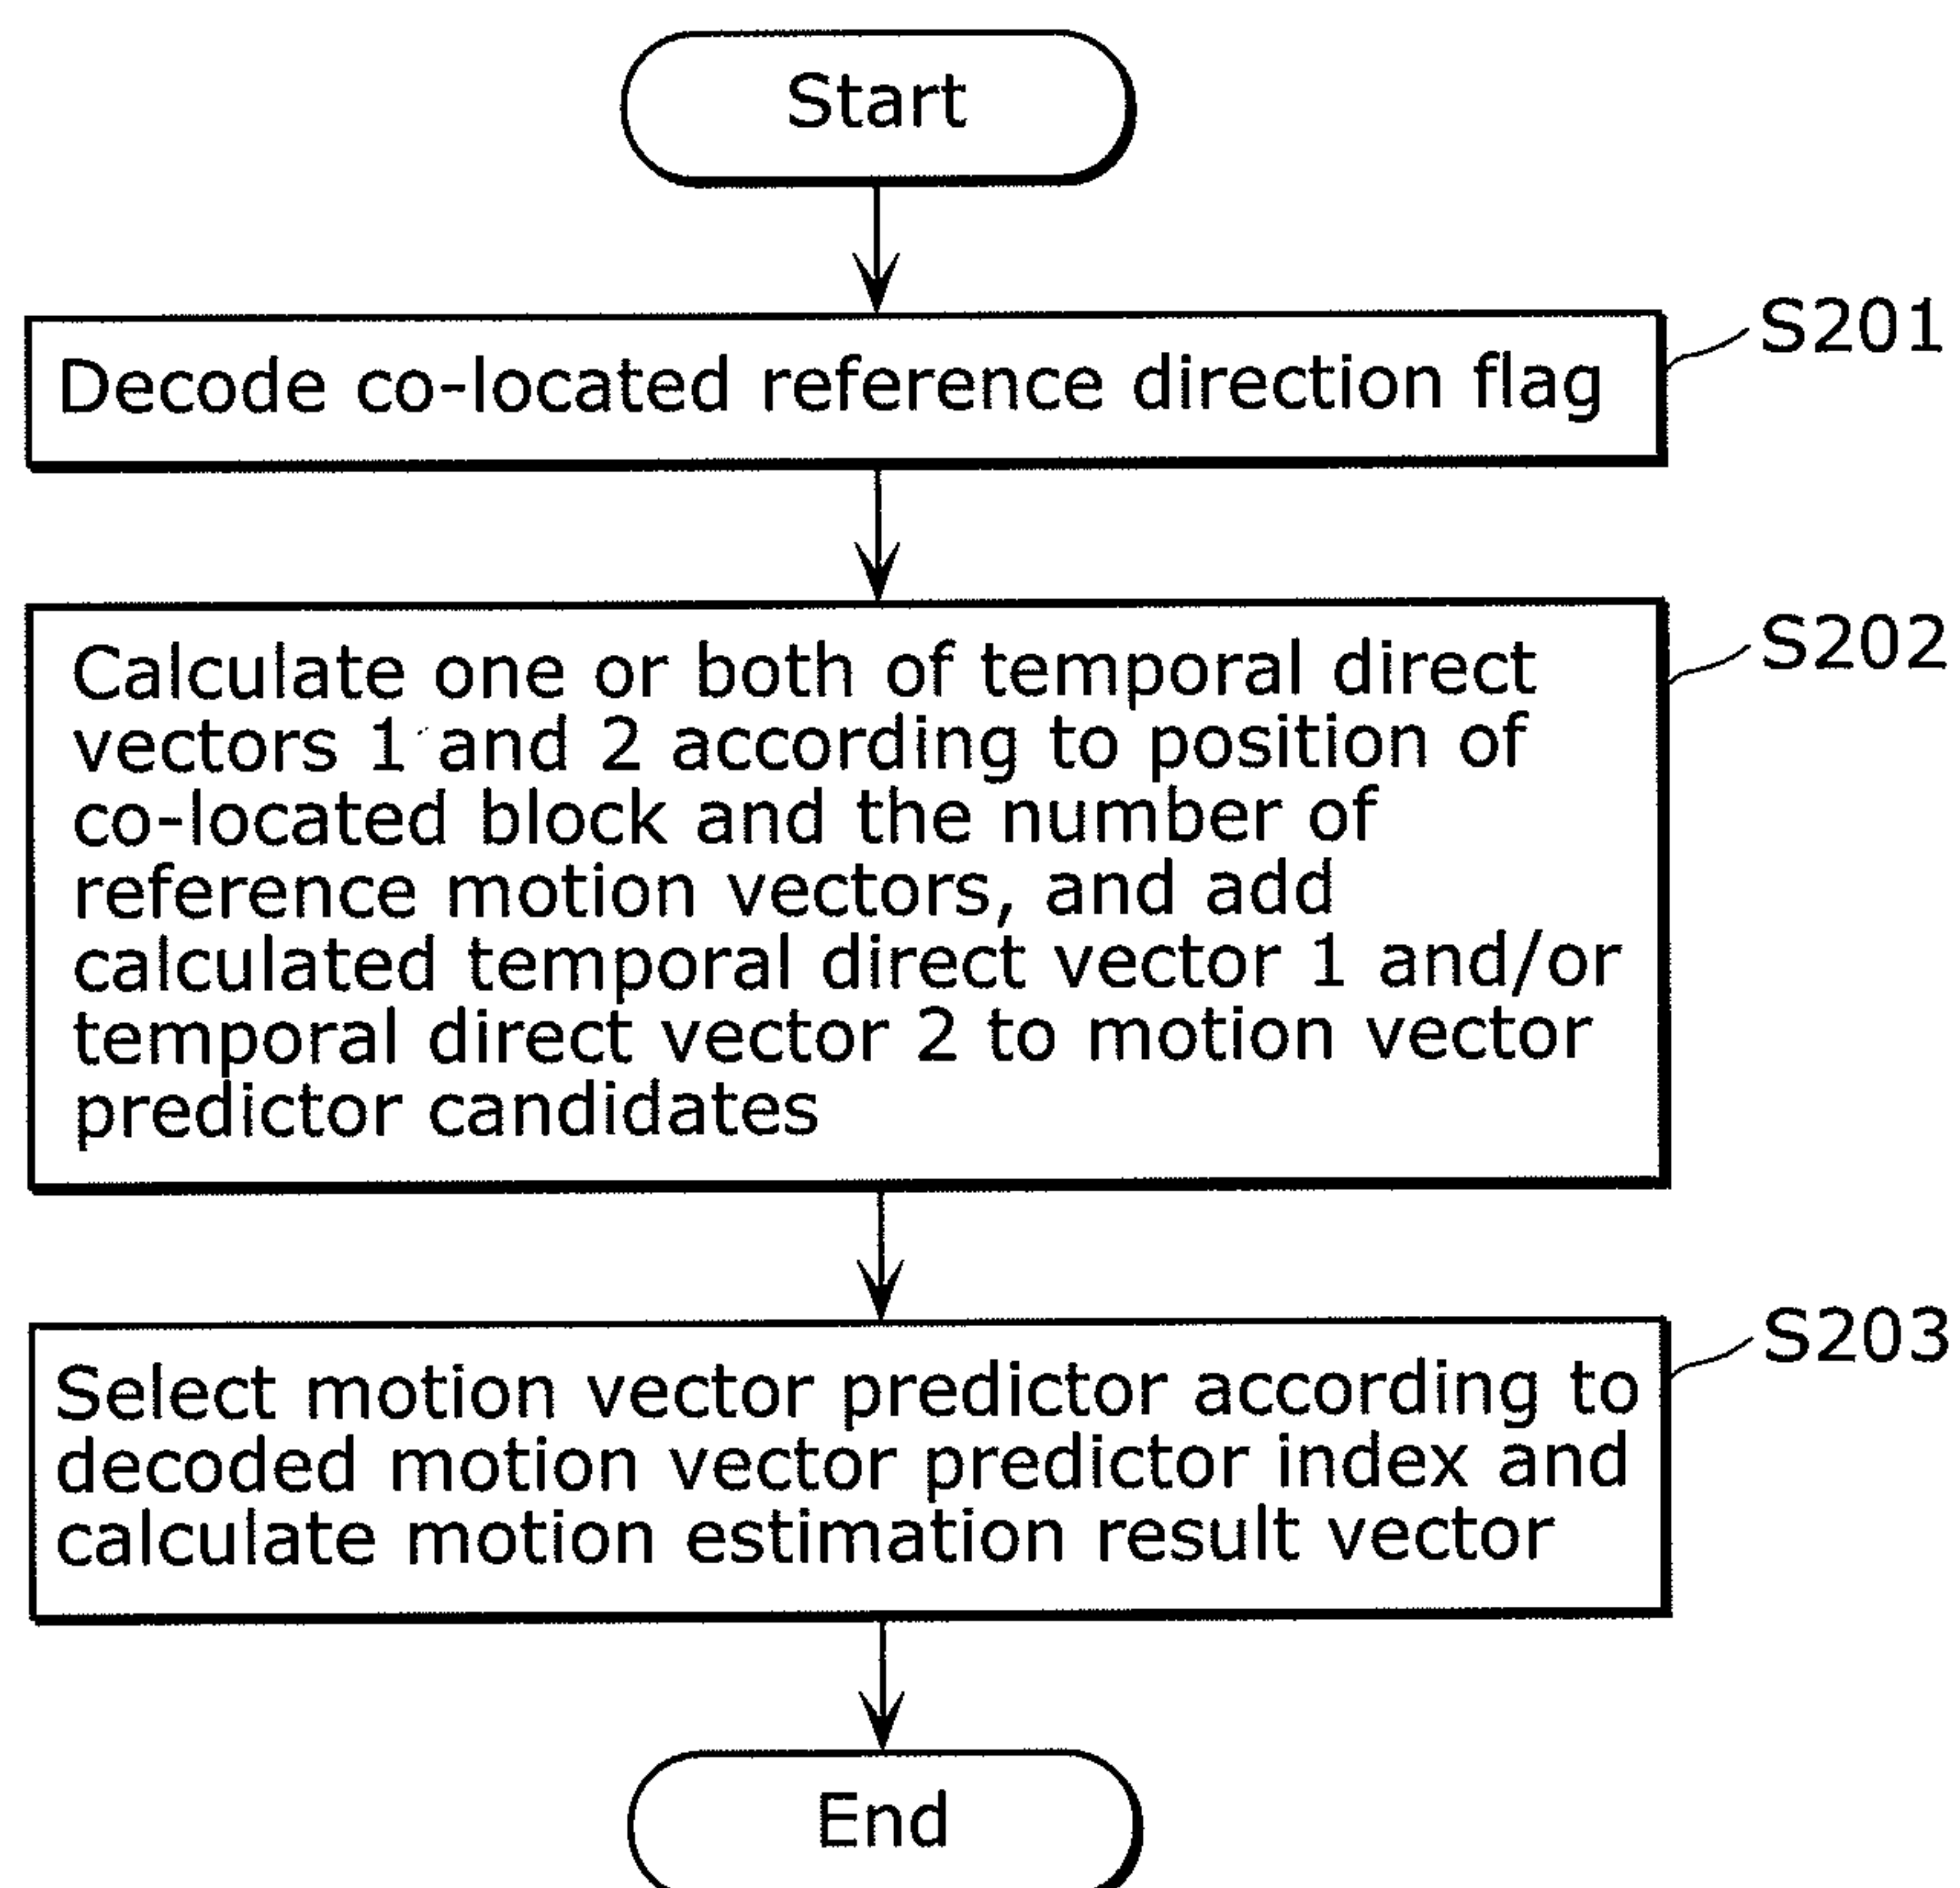 Start
Decode co-located reference direction flag
S201
Calculate one or both of temporal direct
vectors 1 and 2 according to position of
co-located block and the number of
reference motion vectors, and add
calculated temporal direct vector 1 and/or
temporal direct vector 2 to motion vector
predictor candidates
S202
Select motion vector predictor according to
decoded motion vector predictor index and
calculate motion estimation result vector
S203
End